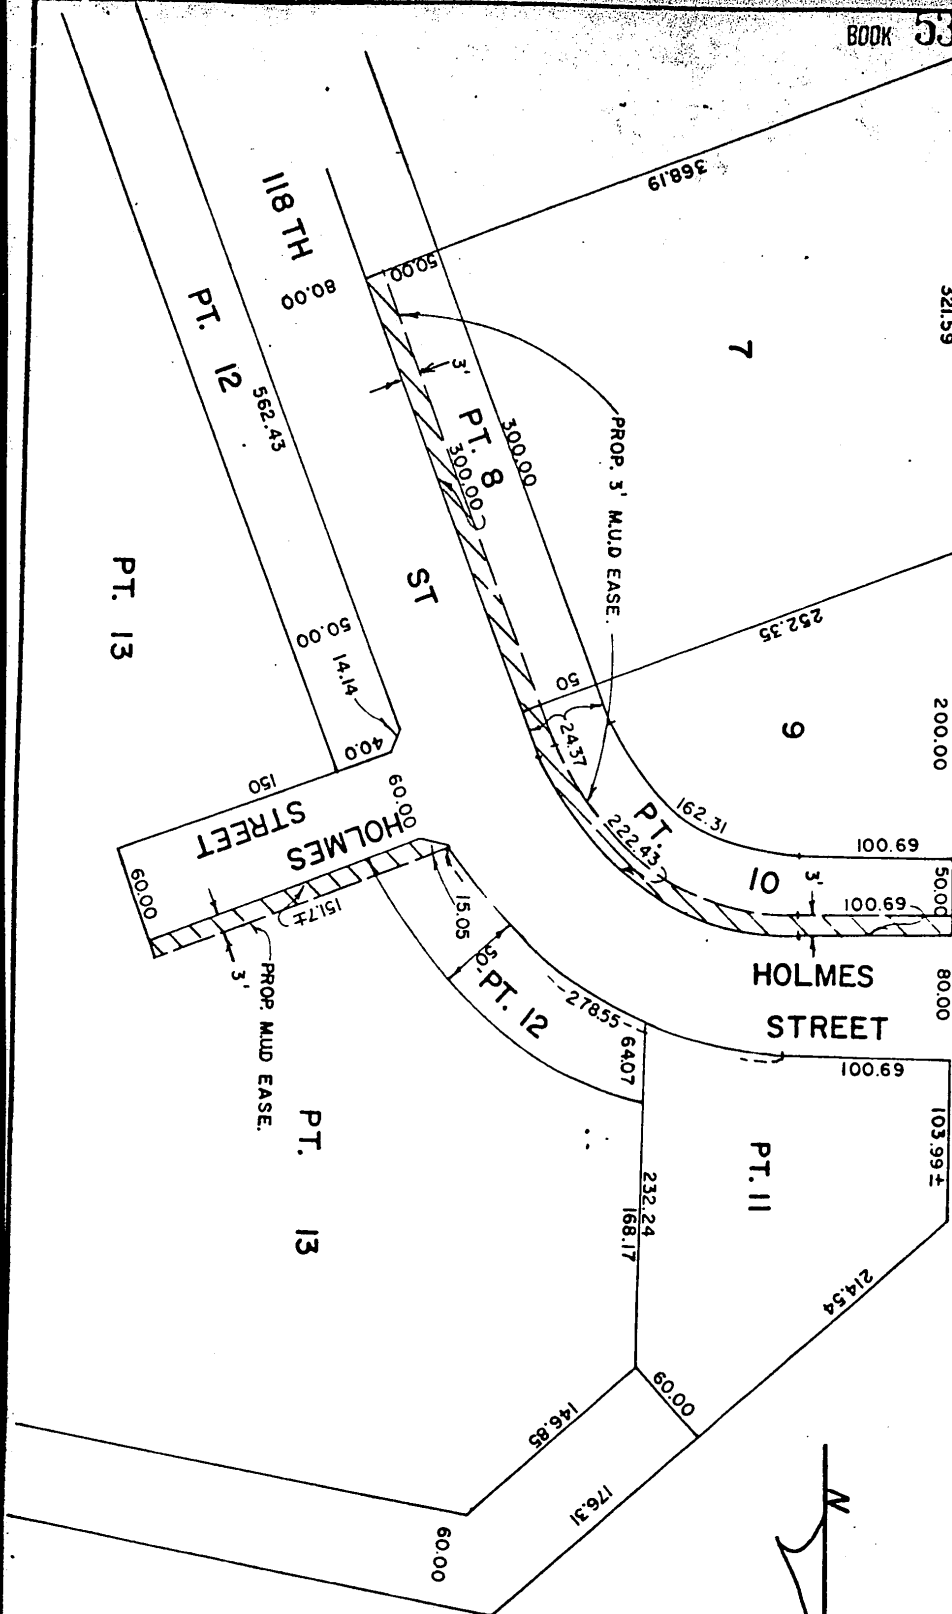 BOOK 53
321.59
368.19
118 TH
80.00
50.00
PT. 12
562.43
7
3'
PT. 8
300.00
300.00
PROP. 3' M.U.D EASE.
ST
PT. 13
50.00
14.14
40.0
252.35
50
24.37
9
200.00
150
STREET
HOLMES
60.00
60.00
162.31
PT.
10
222.43
100.69
50.00
3'
100.69
151.7±
15.05
50
3'
PROP. M.U.D EASE.
PT. 12
278.55
64.07
HOLMES
STREET
80.00
100.69
103.99±
PT. 11
PT.
13
232.24
168.17
214.54
60.00
146.85
176.31
60.00
N